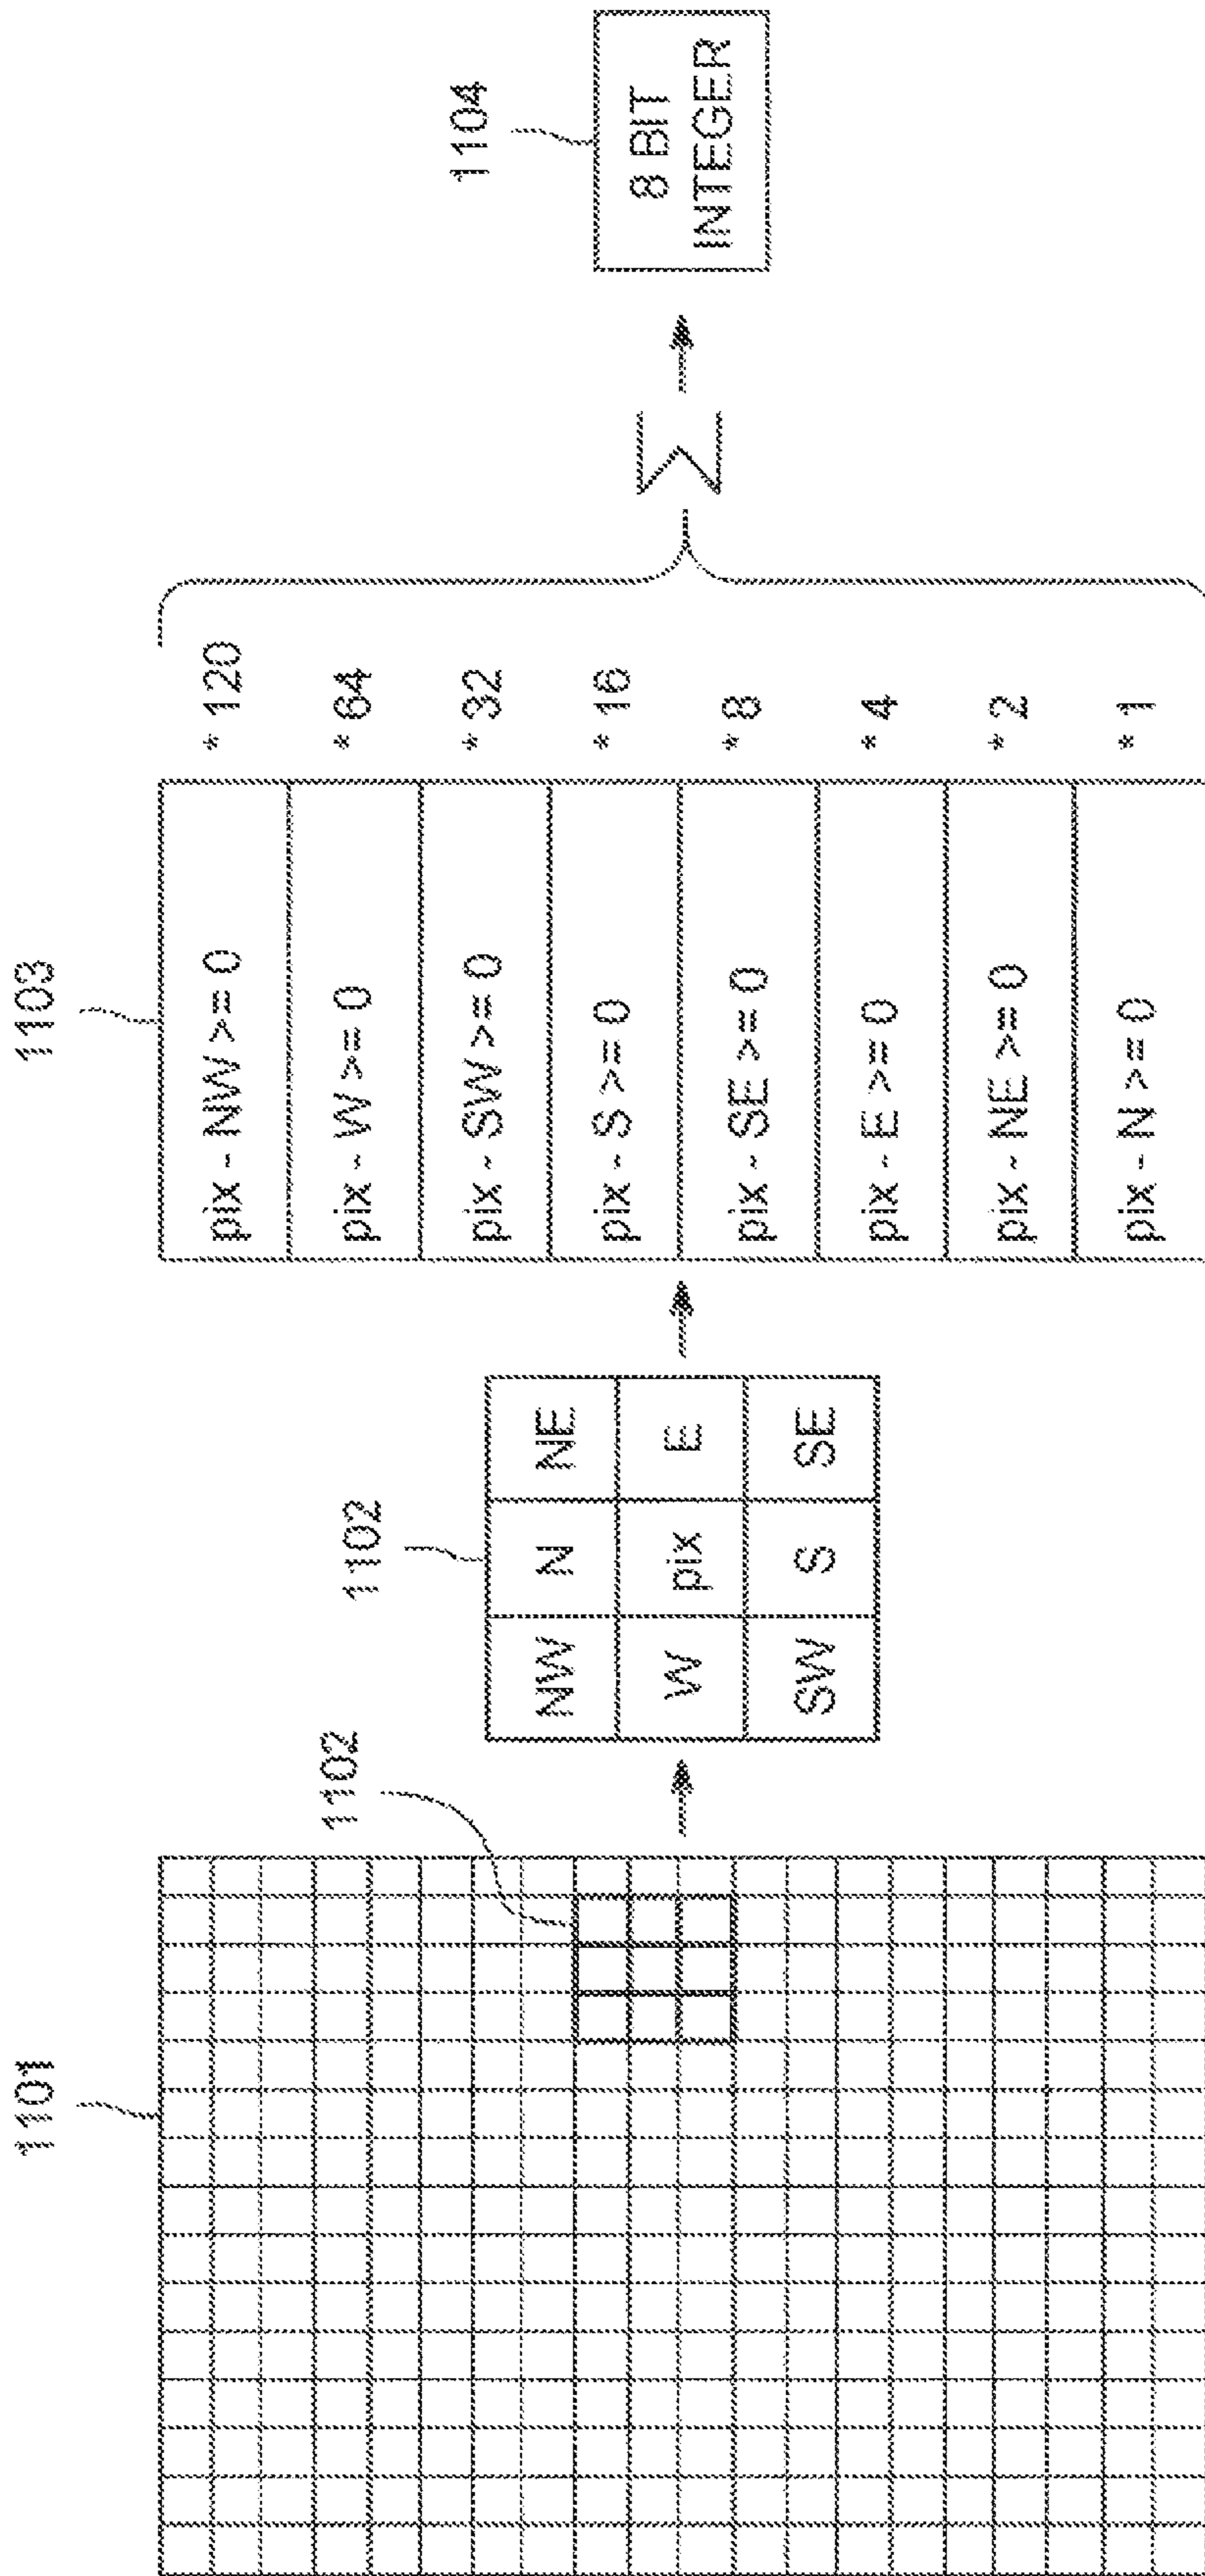 1101
1102
1102
NW N NE
W pix E
SW S SE
1103
pix - NW >= 0 * 120
pix - W >= 0 * 64
pix - SW >= 0 * 32
pix - S >= 0 * 16
pix - SE >= 0 * 8
pix - E >= 0 * 4
pix - NE >= 0 * 2
pix - N >= 0 * 1
Σ
1104
8 BIT
INTEGER